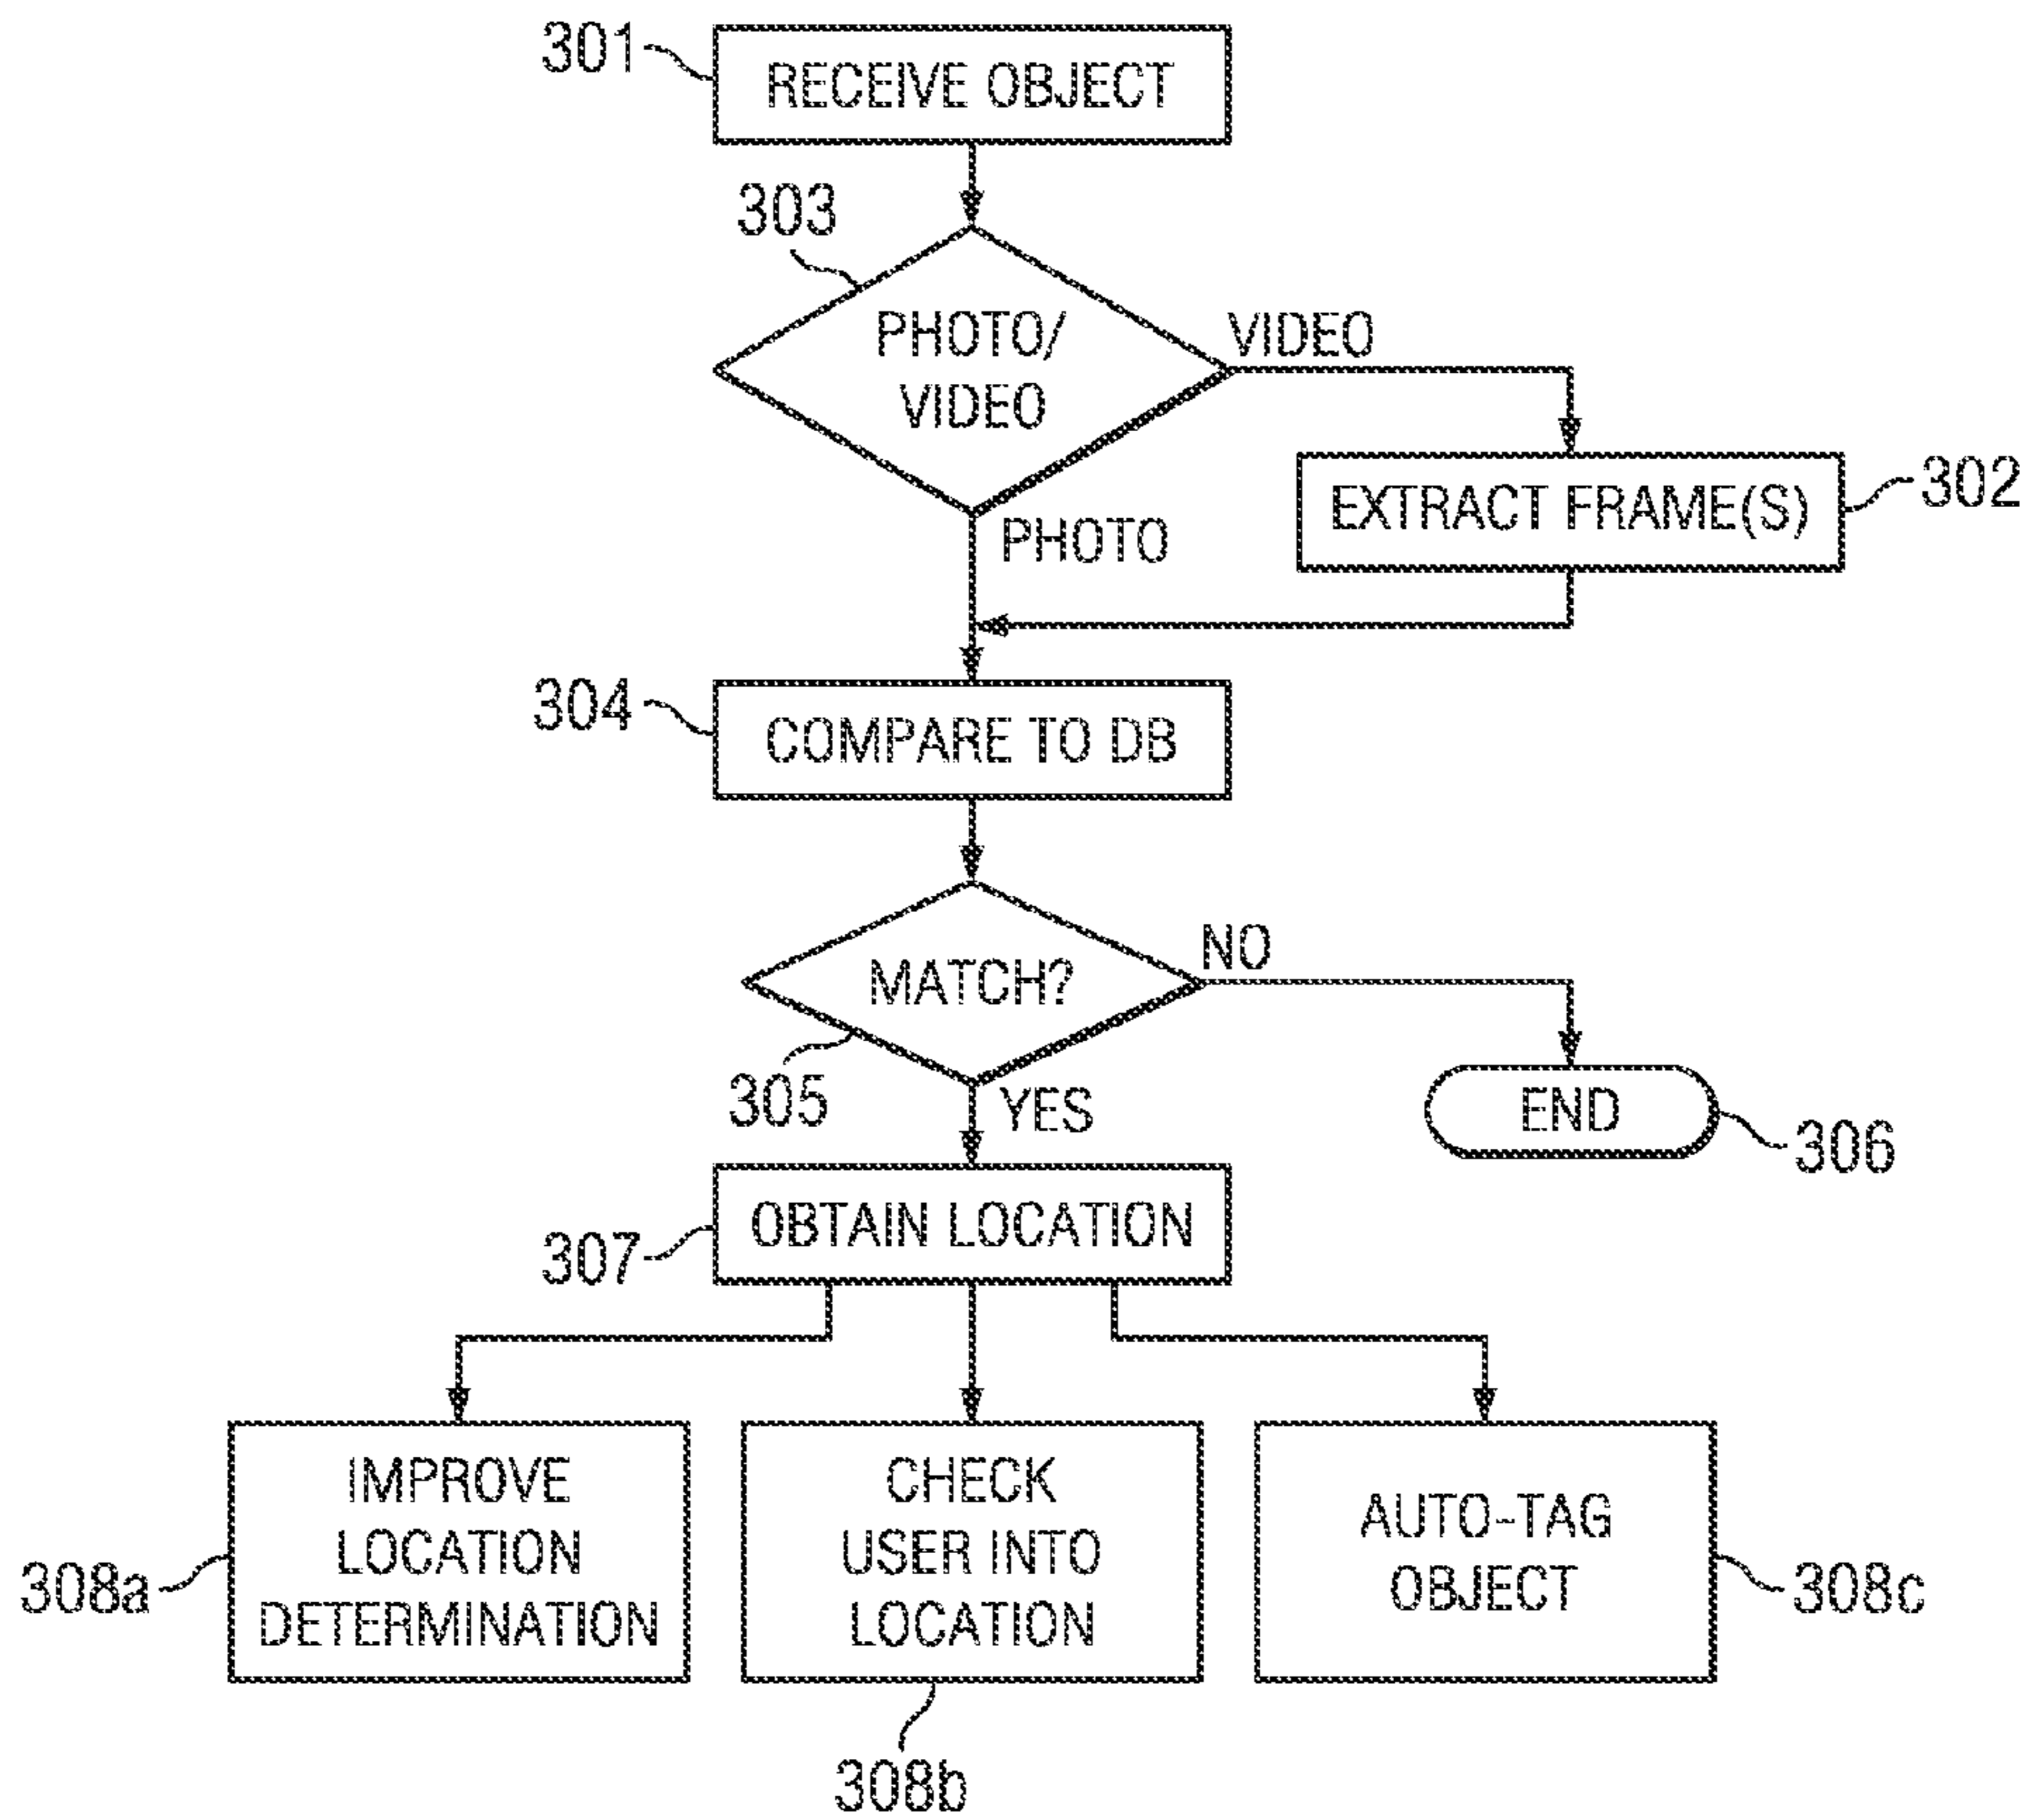 301
RECEIVE OBJECT
303
PHOTO/
VIDEO
VIDEO
EXTRACT FRAME(S)
302
PHOTO
304
COMPARE TO DB
MATCH?
NO
305
YES
END
306
307
OBTAIN LOCATION
IMPROVE
LOCATION
DETERMINATION
308a
CHECK
USER INTO
LOCATION
308b
AUTO-TAG
OBJECT
308c